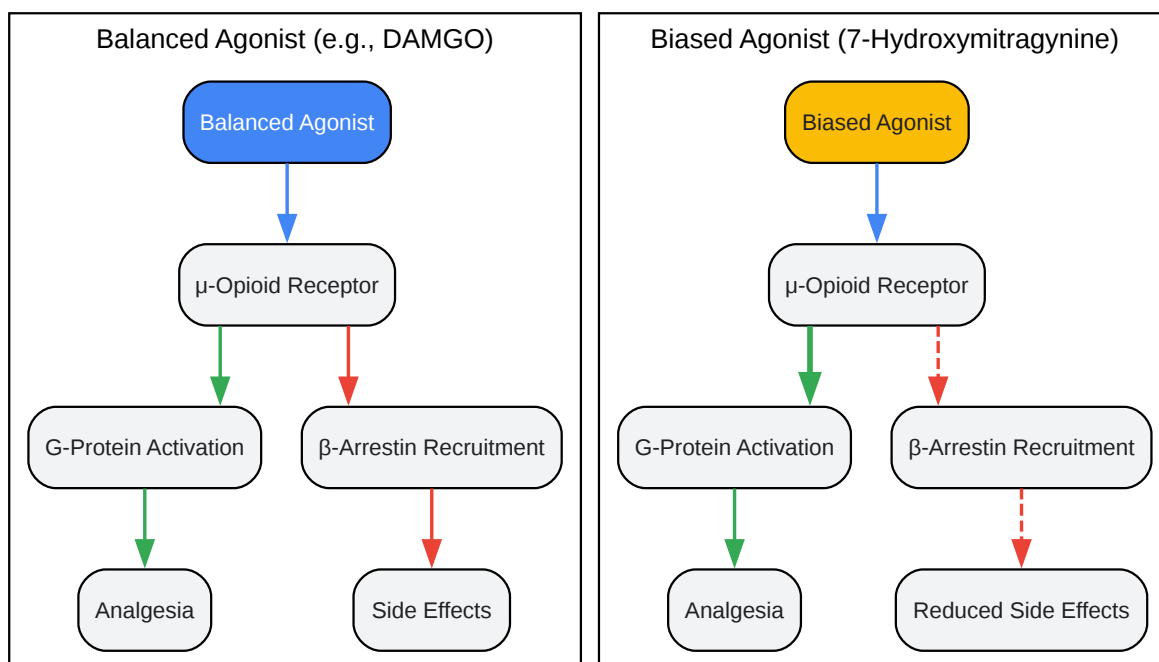 Balanced Agonist (e.g., DAMGO)
Balanced Agonist
μ-Opioid Receptor
G-Protein Activation
β-Arrestin Recruitment
Analgesia
Side Effects
Biased Agonist (7-Hydroxymitragynine)
Biased Agonist
μ-Opioid Receptor
G-Protein Activation
β-Arrestin Recruitment
Analgesia
Reduced Side Effects